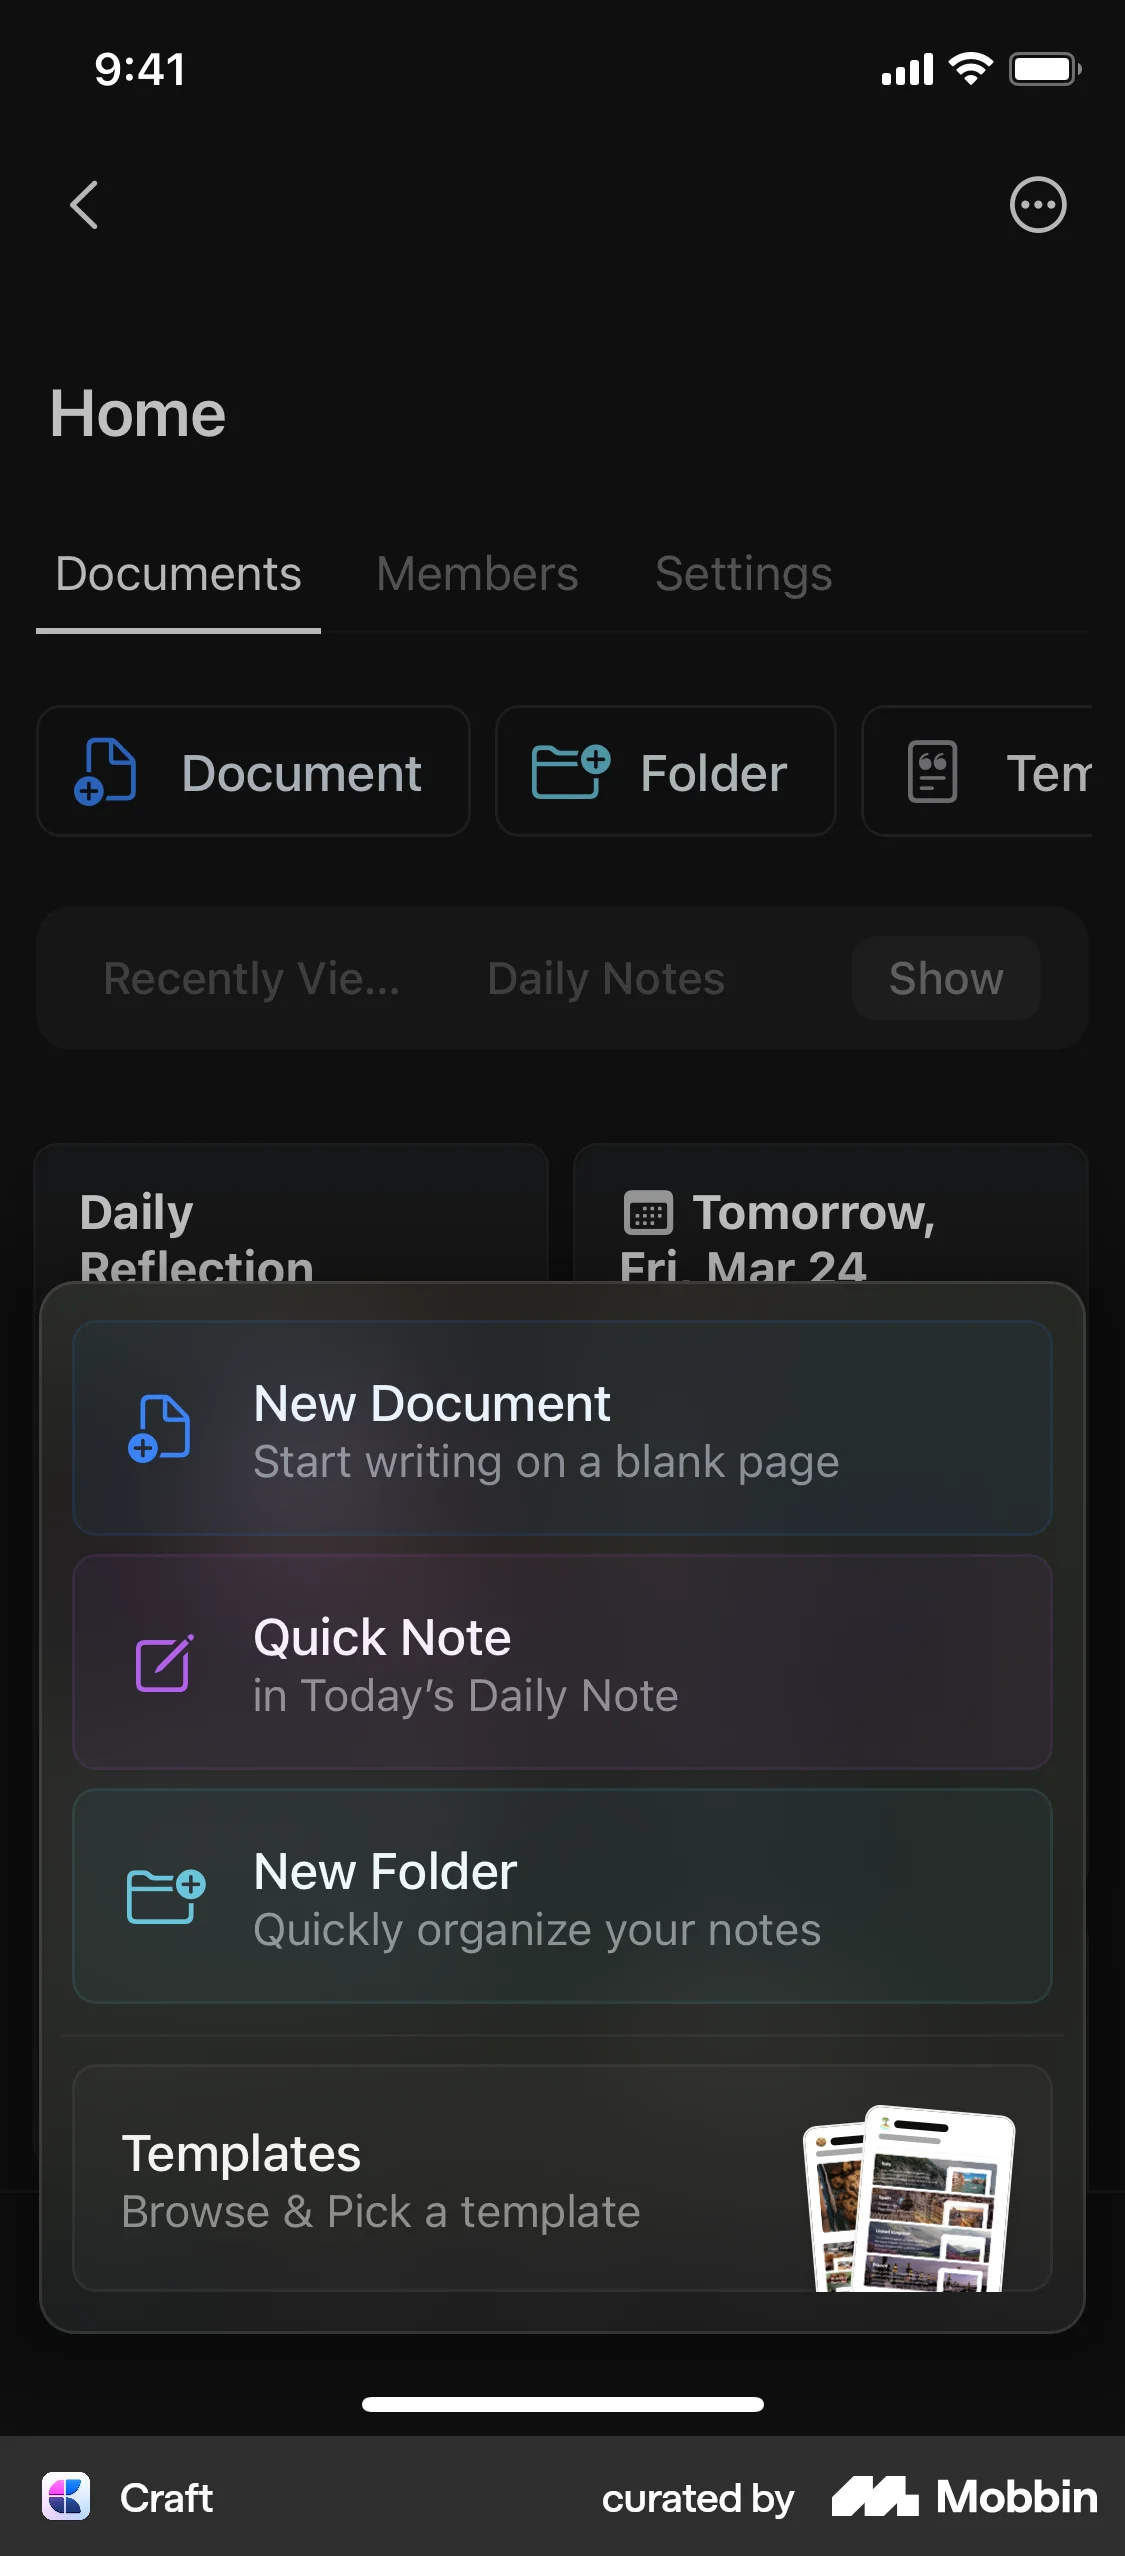 9:41
Home
Documents Members Settings
Document Folder Tem
Recently Vie... Daily Notes Show
Daily
Reflection
Tomorrow,
Fri, Mar 24
New Document
Start writing on a blank page
Quick Note
in Today’s Daily Note
New Folder
Quickly organize your notes
Templates
Browse & Pick a template
Craft curated by Mobbin